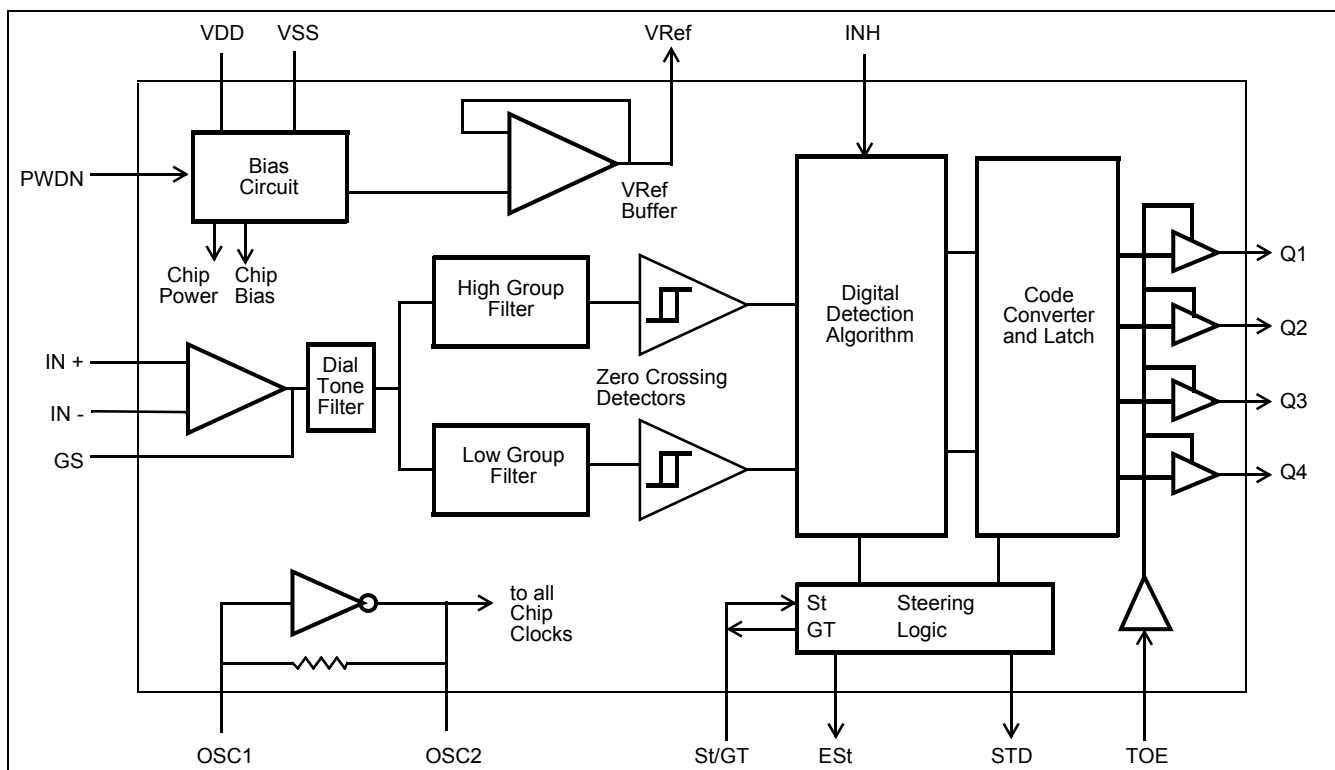 VDD
VSS
VRef
INH
PWDN
Bias
Circuit
VRef
Buffer
Chip
Power
Chip
Bias
High Group
Filter
Digital
Detection
Algorithm
Code
Converter
and Latch
Q1
Q2
Q3
Q4
IN +
IN -
GS
Dial
Tone
Filter
Zero Crossing
Detectors
Low Group
Filter
to all
Chip
Clocks
St
Steering
GT
Logic
OSC1
OSC2
St/GT
ESt
STD
TOE